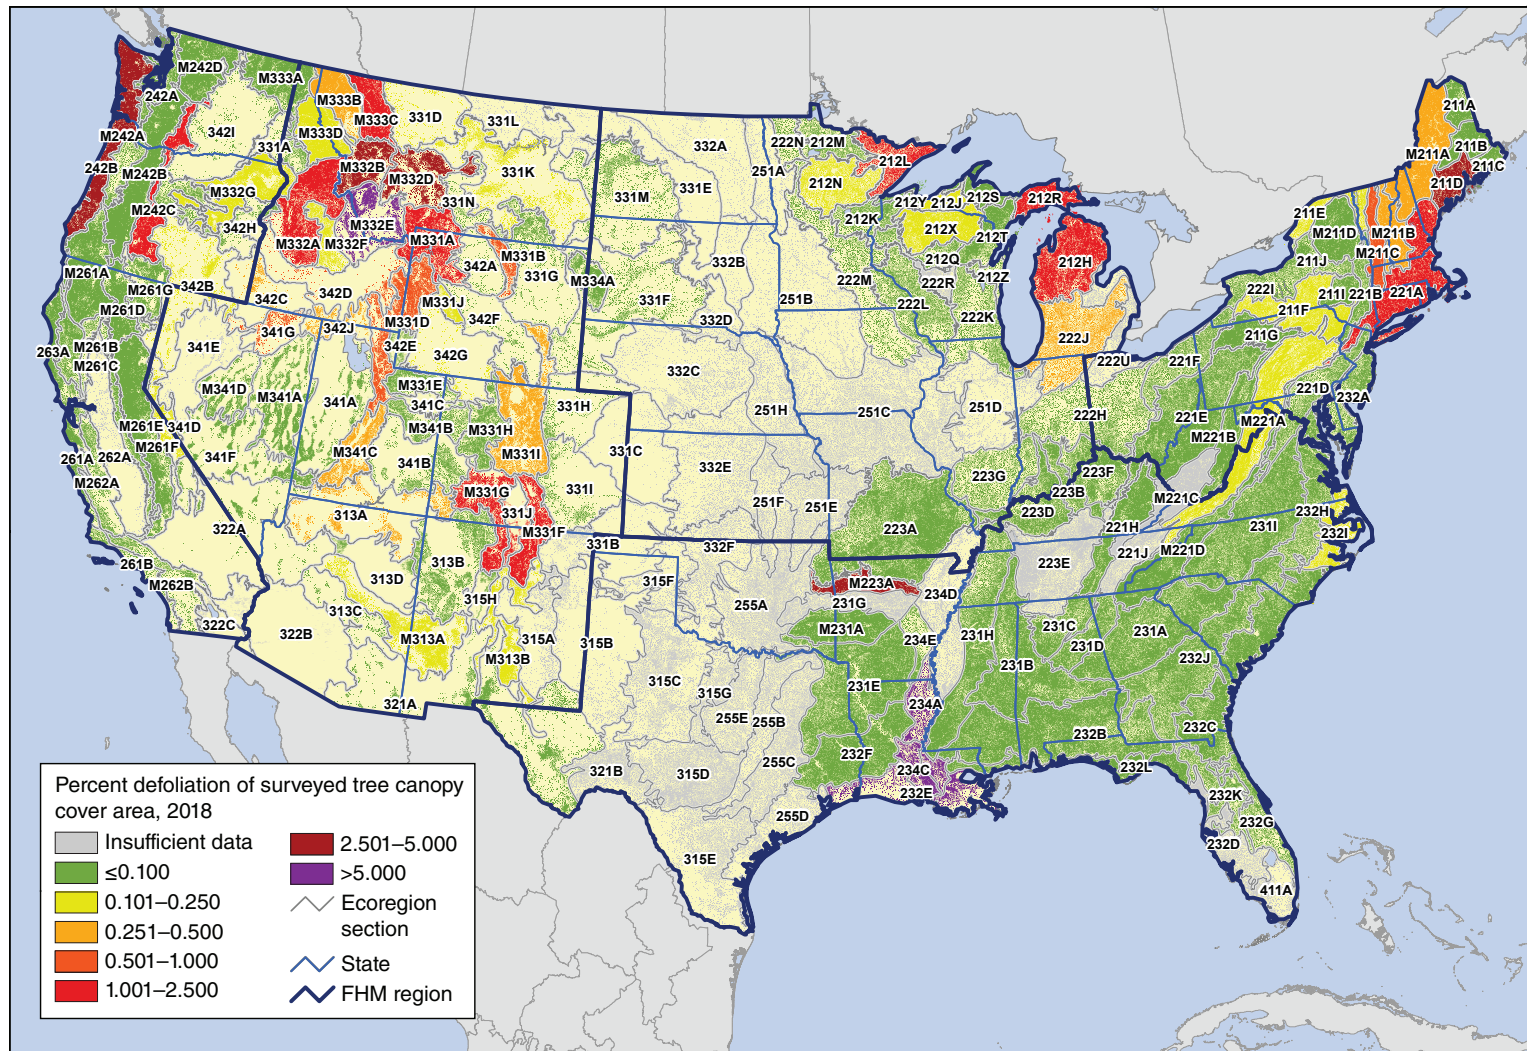 M242D
M333A
M333B
M333C
331D
331L
242A
342I
M333D
331A
M242A
242B
M242B
M332G
M332B
M332D
331K
331N
M242C
342H
M332A
M332F
M332E
M331A
342A
M331B
331G
M334A
M261A
M261G
342B
342C
342D
M331J
342F
M331D
M261D
341G
342J
342E
342G
263A
M261B
M261C
341E
M341D
M341A
341A
M331E
341C
M341B
M331H
331H
M331I
M261E
341D
M261F
261A
262A
M262A
341F
M341C
341B
M331G
331J
331I
331C
M331F
331B
322A
313A
313B
313D
313C
315H
261B
M262B
322C
322B
M313A
M313B
315A
321A
332A
331E
331M
332B
331F
332D
332C
251A
251B
251H
251C
251D
332E
251F
251E
332F
315F
255A
315B
315C
315G
255E
255B
255C
315D
321B
255D
315E
222N
212M
212L
212N
212K
212Y
212J
212S
212R
212X
212T
212Q
212Z
222R
222M
222L
222K
212H
222J
222U
222H
223G
223A
223B
223F
223D
223E
M223A
231G
M231A
234D
234E
231H
231E
234A
231B
231C
231D
231A
232J
232C
232B
232L
232F
234C
232E
232K
232G
232D
411A
221F
221E
M221B
M221A
M221C
221H
221J
M221D
231I
232H
232I
232A
221D
211G
211F
222I
211I
221B
221A
211J
211E
M211D
M211B
M211C
M211A
211A
211B
211C
211D
Percent defoliation of surveyed tree canopy
cover area, 2018
Insufficient data
≤0.100
0.101–0.250
0.251–0.500
0.501–1.000
1.001–2.500
2.501–5.000
>5.000
Ecoregion
section
State
FHM region